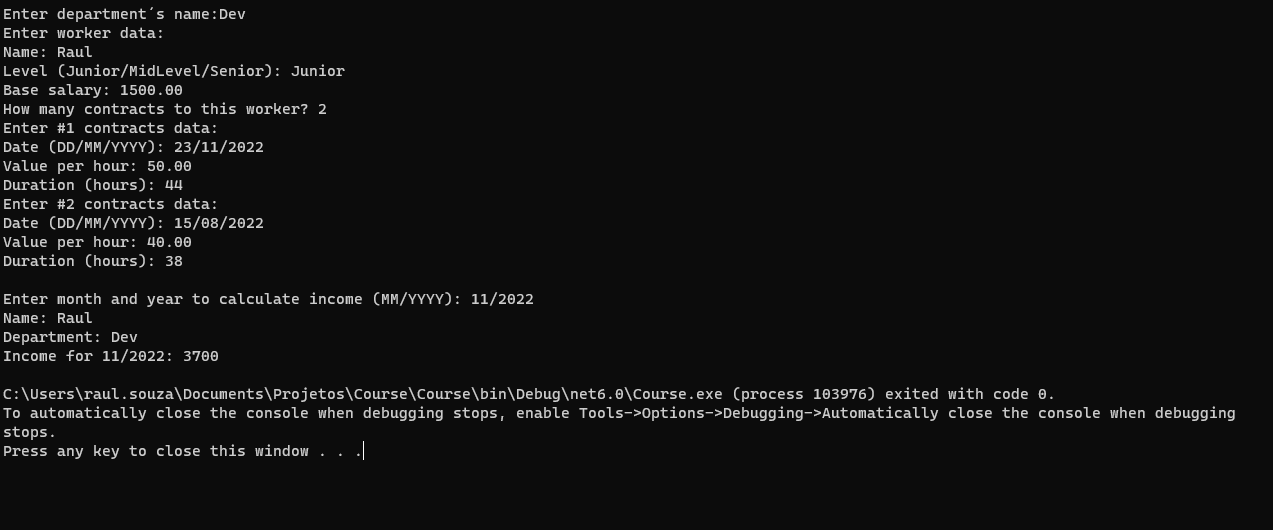 Enter department´s name:Dev
Enter worker data:
Name: Raul
Level (Junior/MidLevel/Senior): Junior
Base salary: 1500.00
How many contracts to this worker? 2
Enter #1 contracts data:
Date (DD/MM/YYYY): 23/11/2022
Value per hour: 50.00
Duration (hours): 44
Enter #2 contracts data:
Date (DD/MM/YYYY): 15/08/2022
Value per hour: 40.00
Duration (hours): 38
Enter month and year to calculate income (MM/YYYY): 11/2022
Name: Raul
Department: Dev
Income for 11/2022: 3700
C:\Users\raul.souza\Documents\Projetos\Course\Course\bin\Debug\net6.0\Course.exe (process 103976) exited with code 0.
To automatically close the console when debugging stops, enable Tools->Options->Debugging->Automatically close the console when debugging
stops.
Press any key to close this window . . .